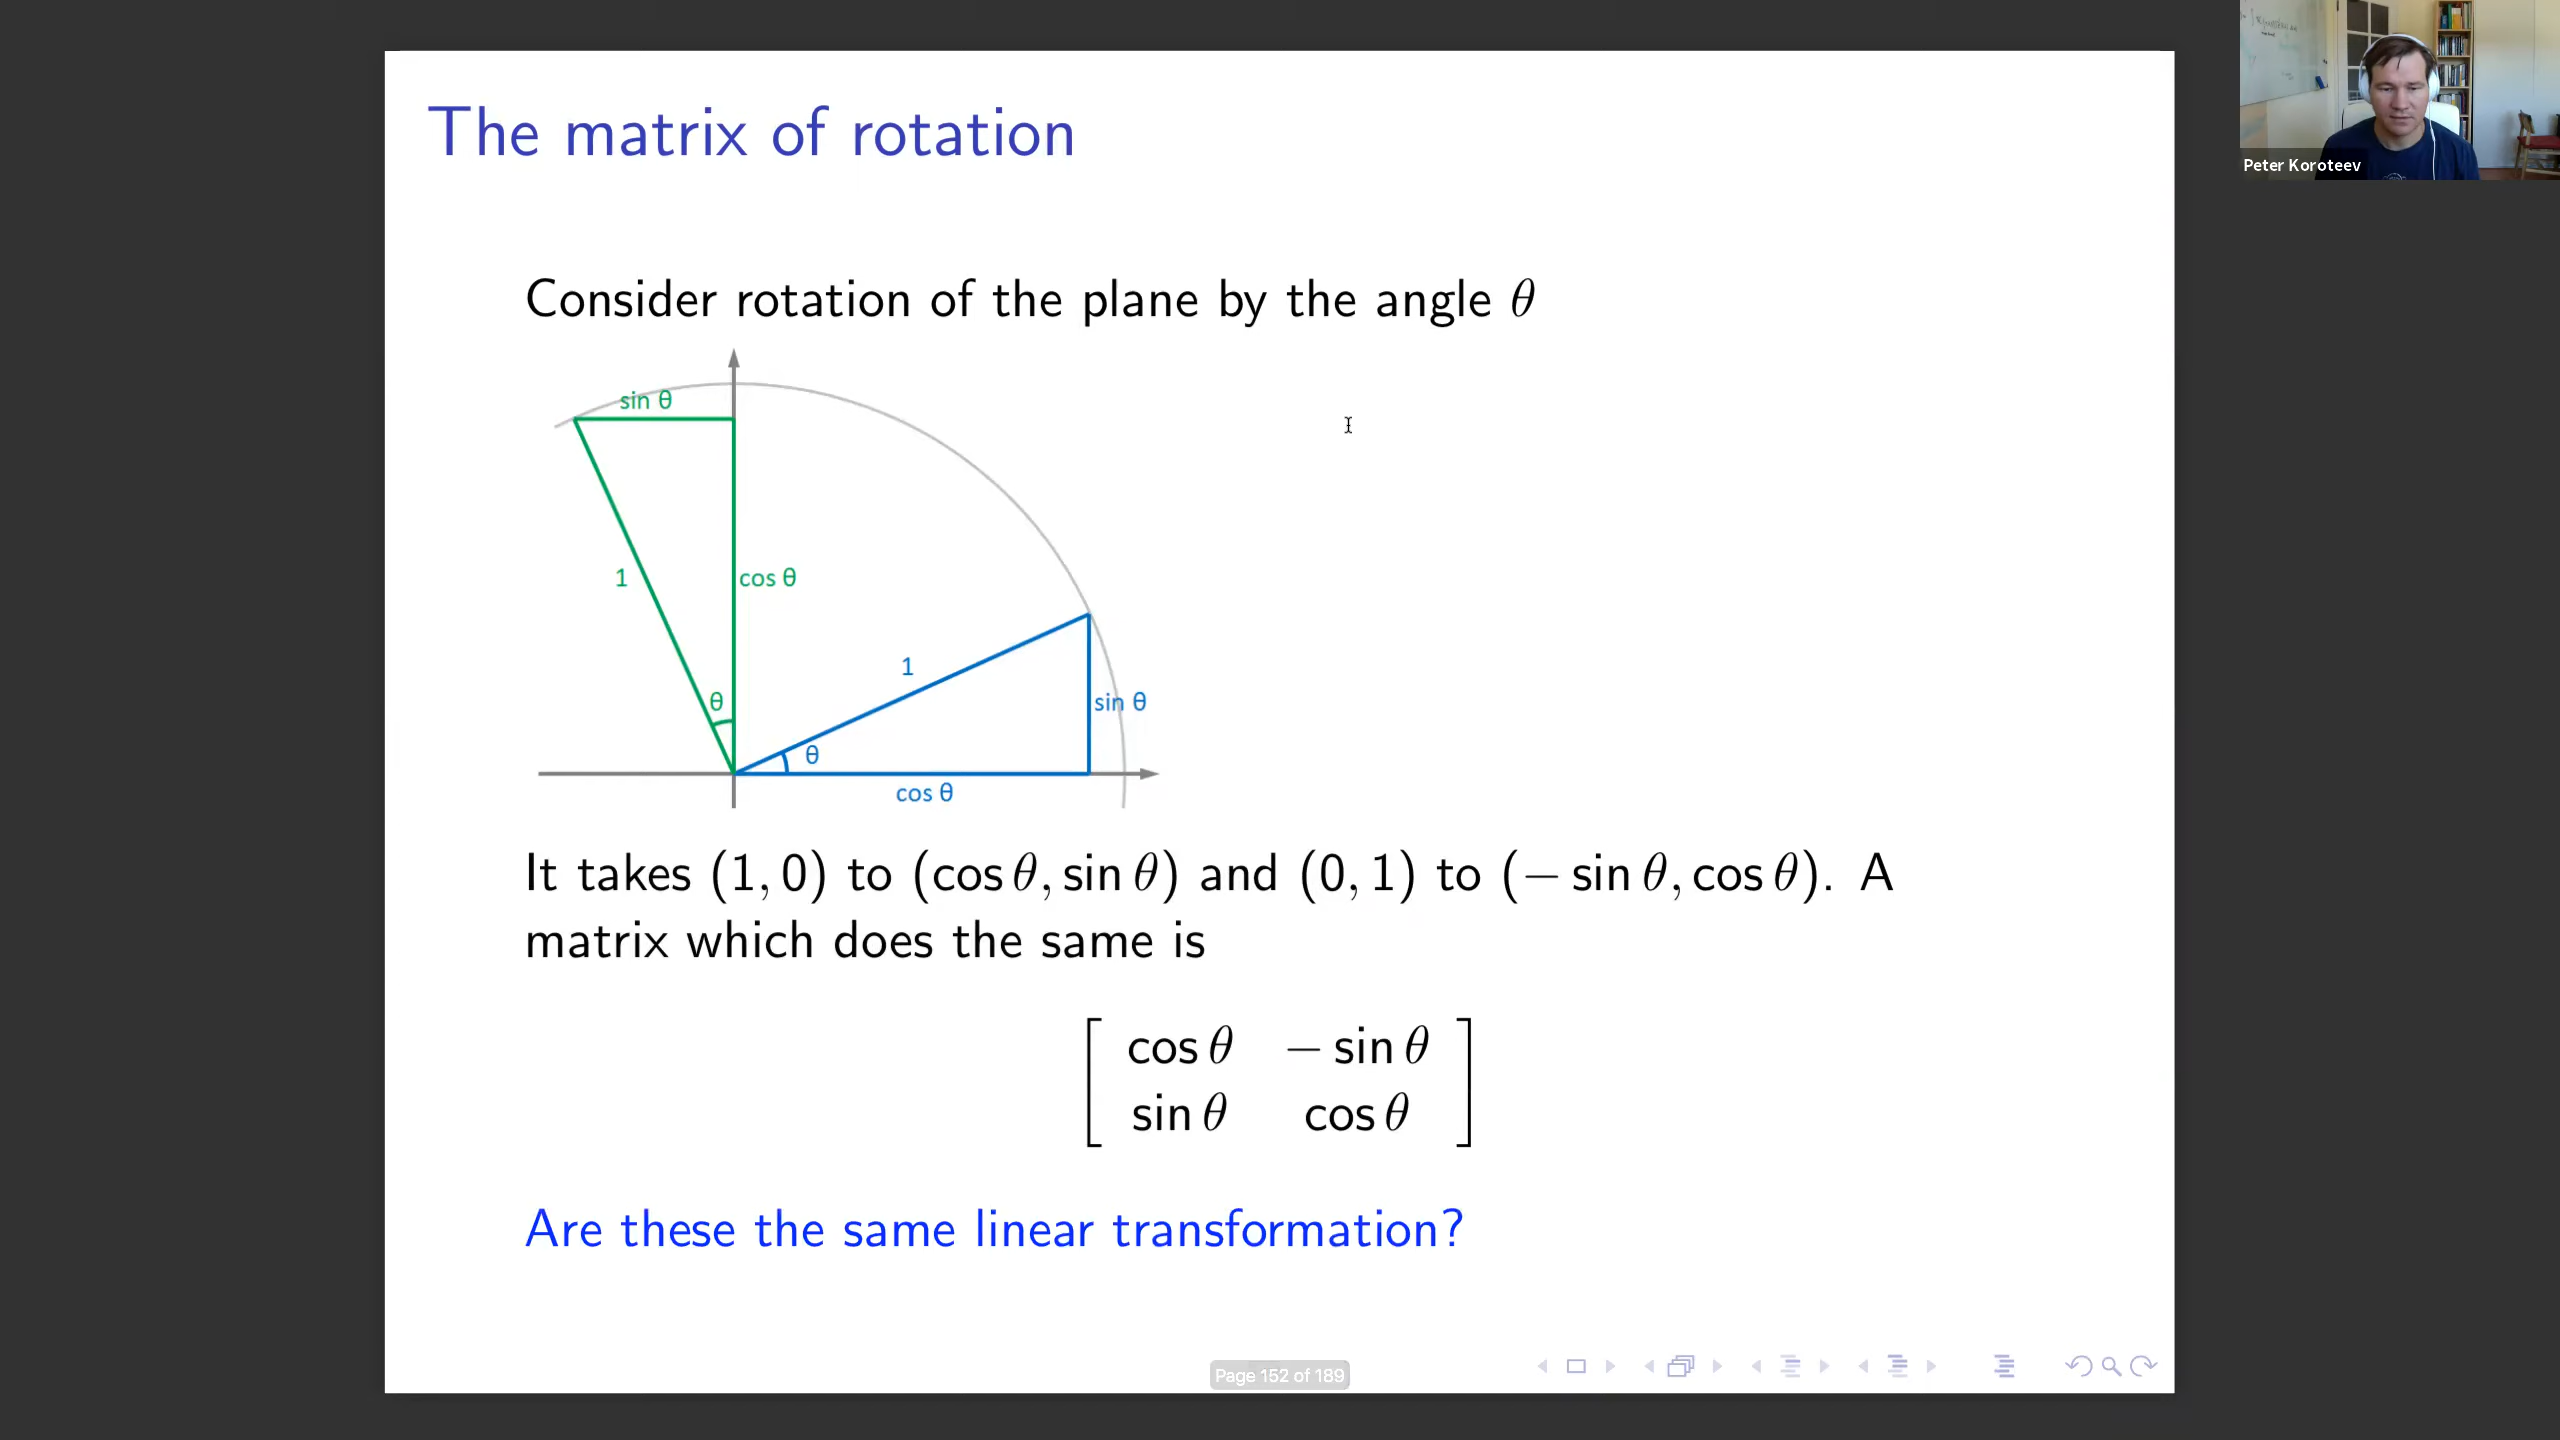 The matrix of rotation
Peter Koroteev
Consider rotation of the plane by the angle θ
sin θ
1
cos θ
θ
1
sin θ
θ
cos θ
It takes (1, 0) to (cos θ, sin θ) and (0, 1) to (− sin θ, cos θ). A
matrix which does the same is
cos θ − sin θ
sin θ cos θ
Are these the same linear transformation?
Page 152 of 189